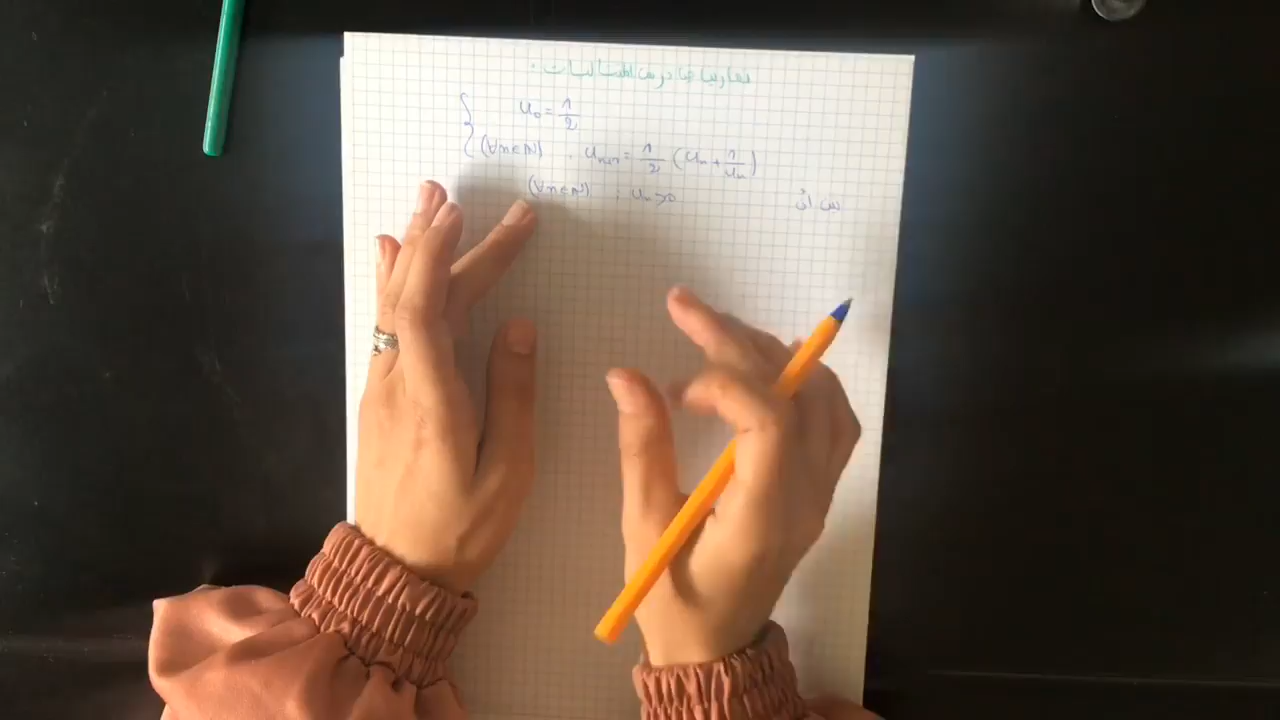 تمارين في درس المتتاليات .
u₀ = 1/2
(∀n∈ℕ) . uₙ₊₁ = 1/2 (uₙ + 1/uₙ)
بين أن (∀n∈ℕ) : uₙ > 0